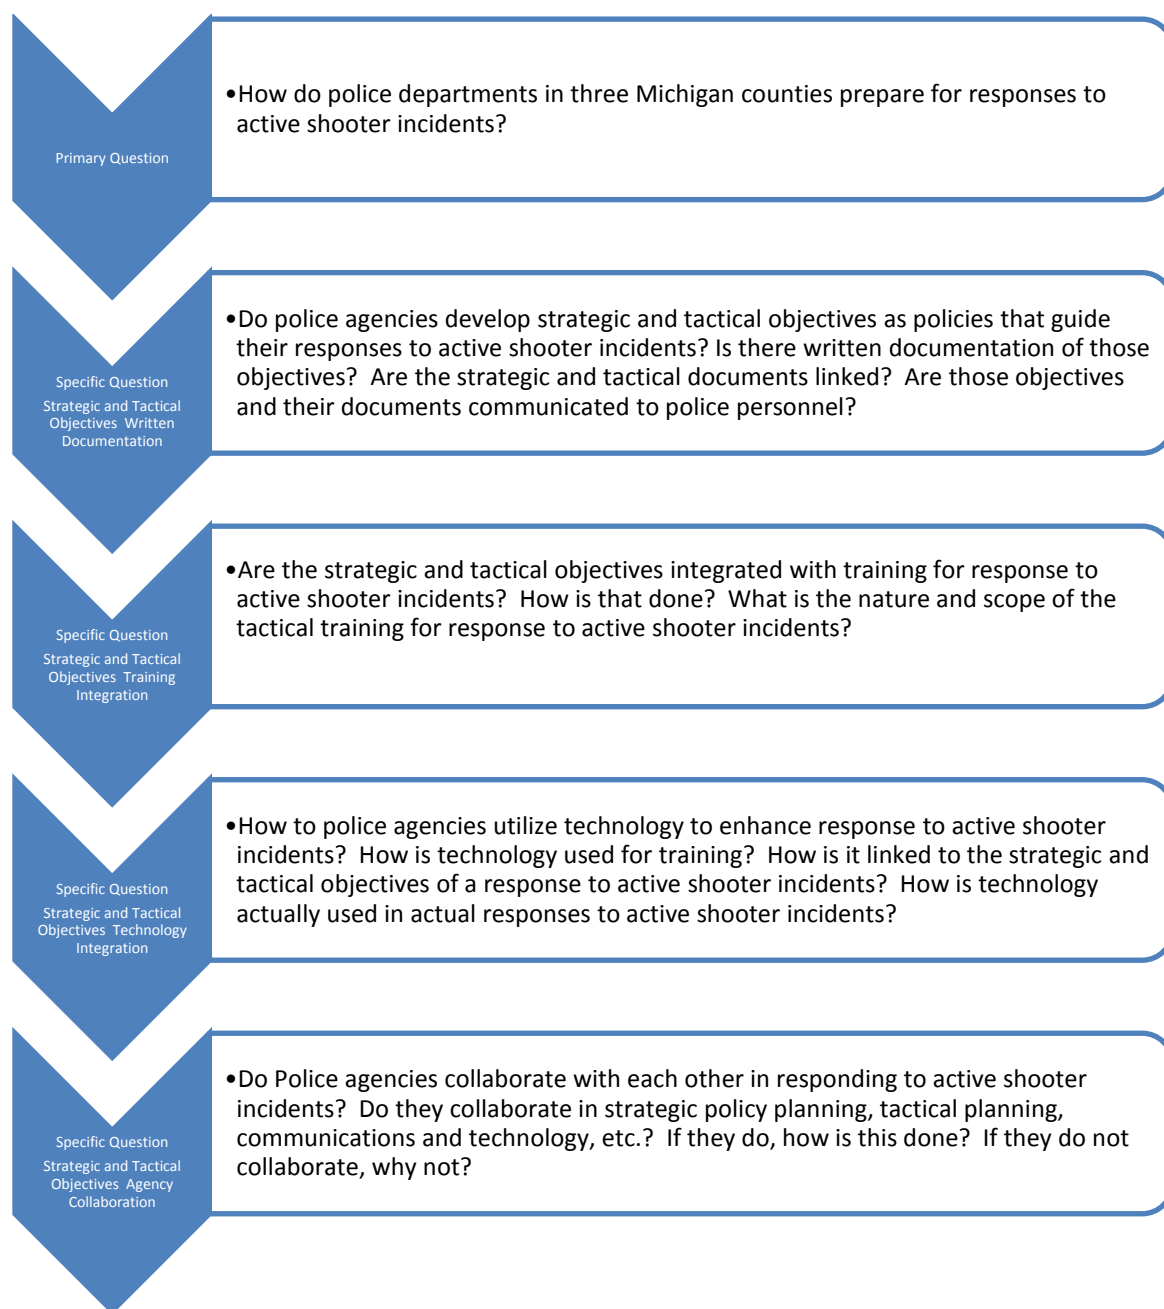 Primary Question
•How do police departments in three Michigan counties prepare for responses to
active shooter incidents?
Specific Question
Strategic and Tactical
Objectives Written
Documentation
•Do police agencies develop strategic and tactical objectives as policies that guide
their responses to active shooter incidents? Is there written documentation of those
objectives? Are the strategic and tactical documents linked? Are those objectives
and their documents communicated to police personnel?
Specific Question
Strategic and Tactical
Objectives Training
Integration
•Are the strategic and tactical objectives integrated with training for response to
active shooter incidents? How is that done? What is the nature and scope of the
tactical training for response to active shooter incidents?
Specific Question
Strategic and Tactical
Objectives Technology
Integration
•How to police agencies utilize technology to enhance response to active shooter
incidents? How is technology used for training? How is it linked to the strategic and
tactical objectives of a response to active shooter incidents? How is technology
actually used in actual responses to active shooter incidents?
Specific Question
Strategic and Tactical
Objectives Agency
Collaboration
•Do Police agencies collaborate with each other in responding to active shooter
incidents? Do they collaborate in strategic policy planning, tactical planning,
communications and technology, etc.? If they do, how is this done? If they do not
collaborate, why not?